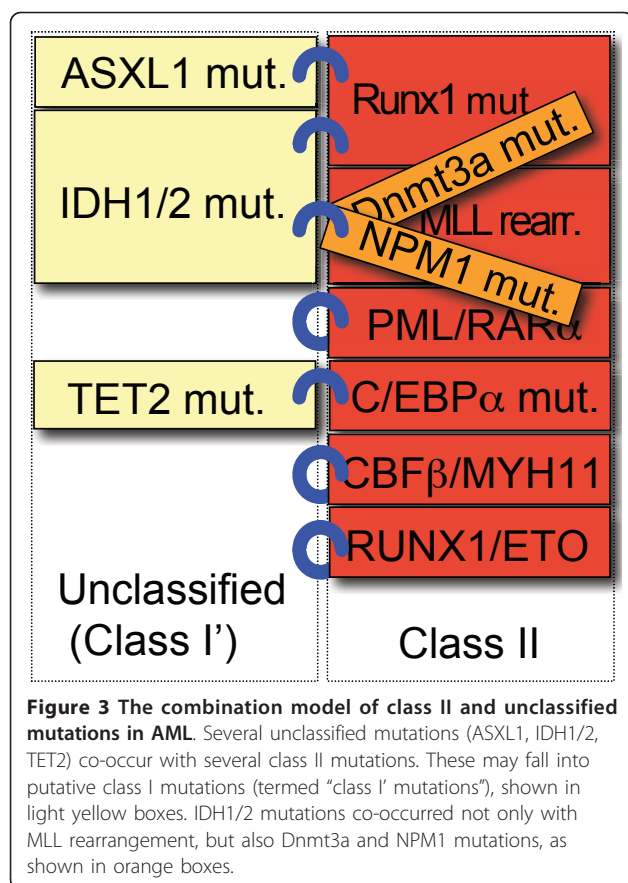 ASXL1 mut.
IDH1/2 mut.
TET2 mut.
Unclassified
(Class I’)
Runx1 mut
Dnmt3a mut.
MLL rearr.
NPM1 mut.
PML/RARα
C/EBPα mut.
CBFβ/MYH11
RUNX1/ETO
Class II
Figure 3 The combination model of class II and unclassified
mutations in AML. Several unclassified mutations (ASXL1, IDH1/2,
TET2) co-occur with several class II mutations. These may fall into
putative class I mutations (termed “class I’ mutations”), shown in
light yellow boxes. IDH1/2 mutations co-occurred not only with
MLL rearrangement, but also Dnmt3a and NPM1 mutations, as
shown in orange boxes.